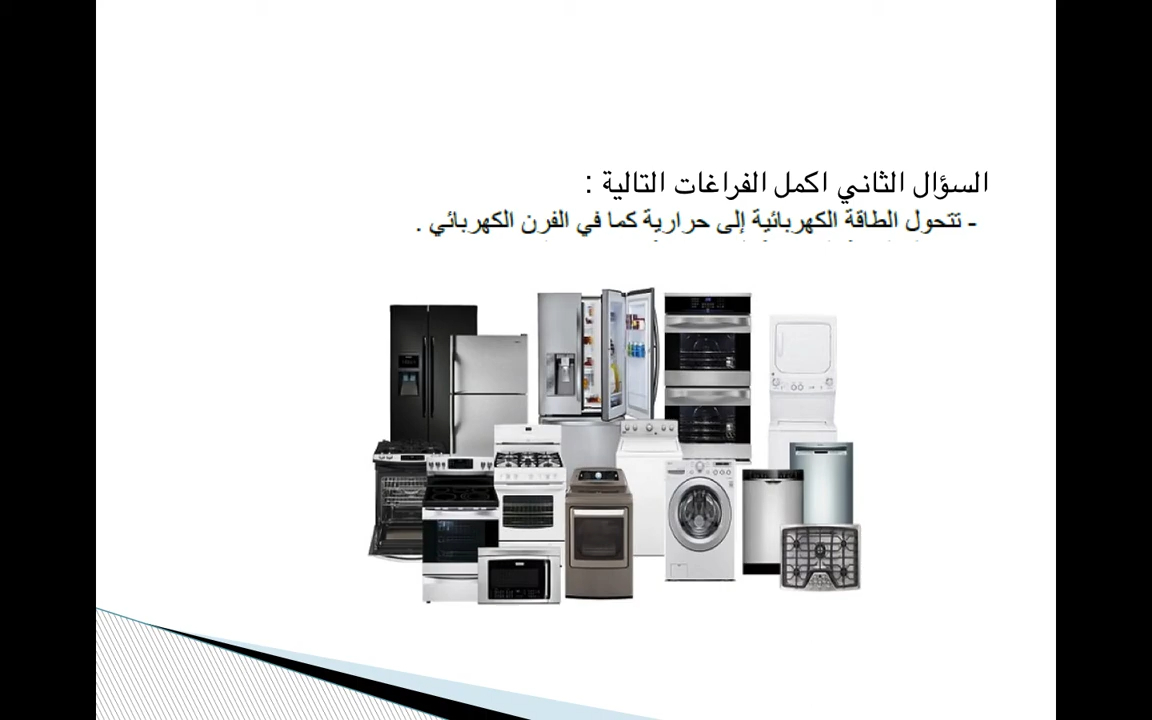 السؤال الثاني اكمل الفراغات التالية :
- تتحول الطاقة الكهربائية إلى حرارية كما في الفرن الكهربائي .